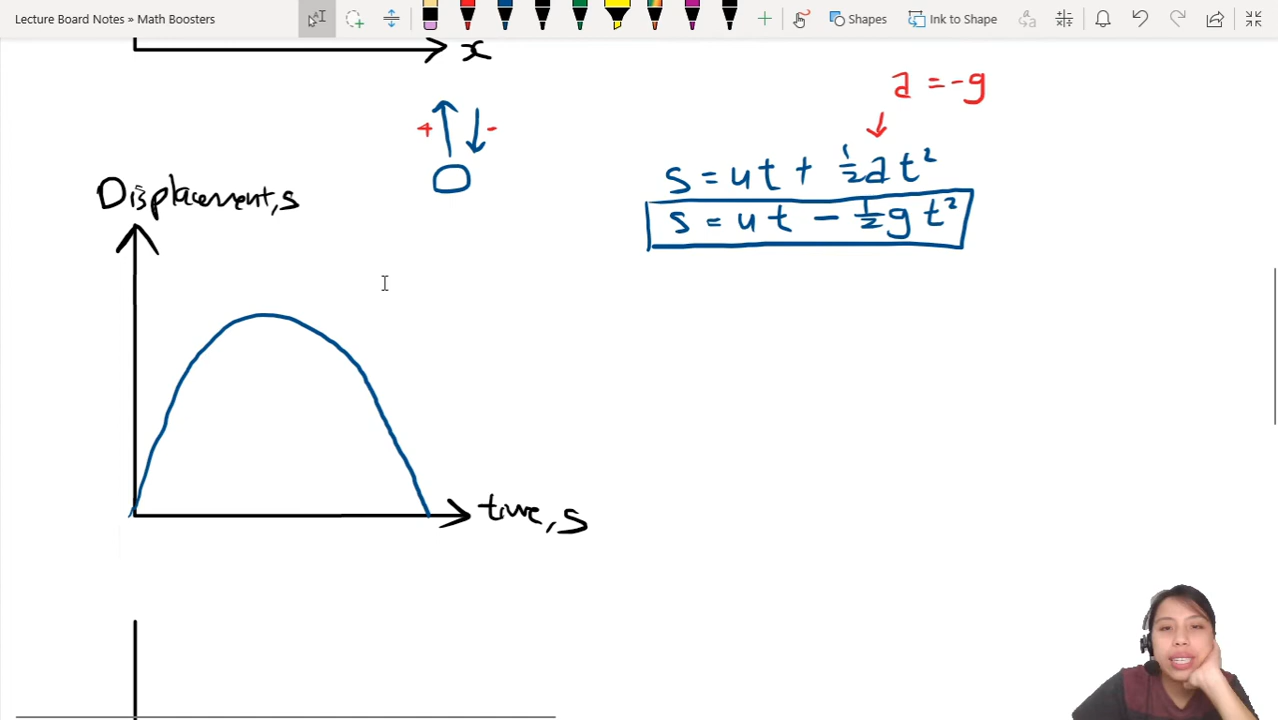 Lecture Board Notes » Math Boosters
Shapes
Ink to Shape
x
a = -g
+ -
s = ut + ½at²
s = ut - ½gt²
Displacement, s
time, s